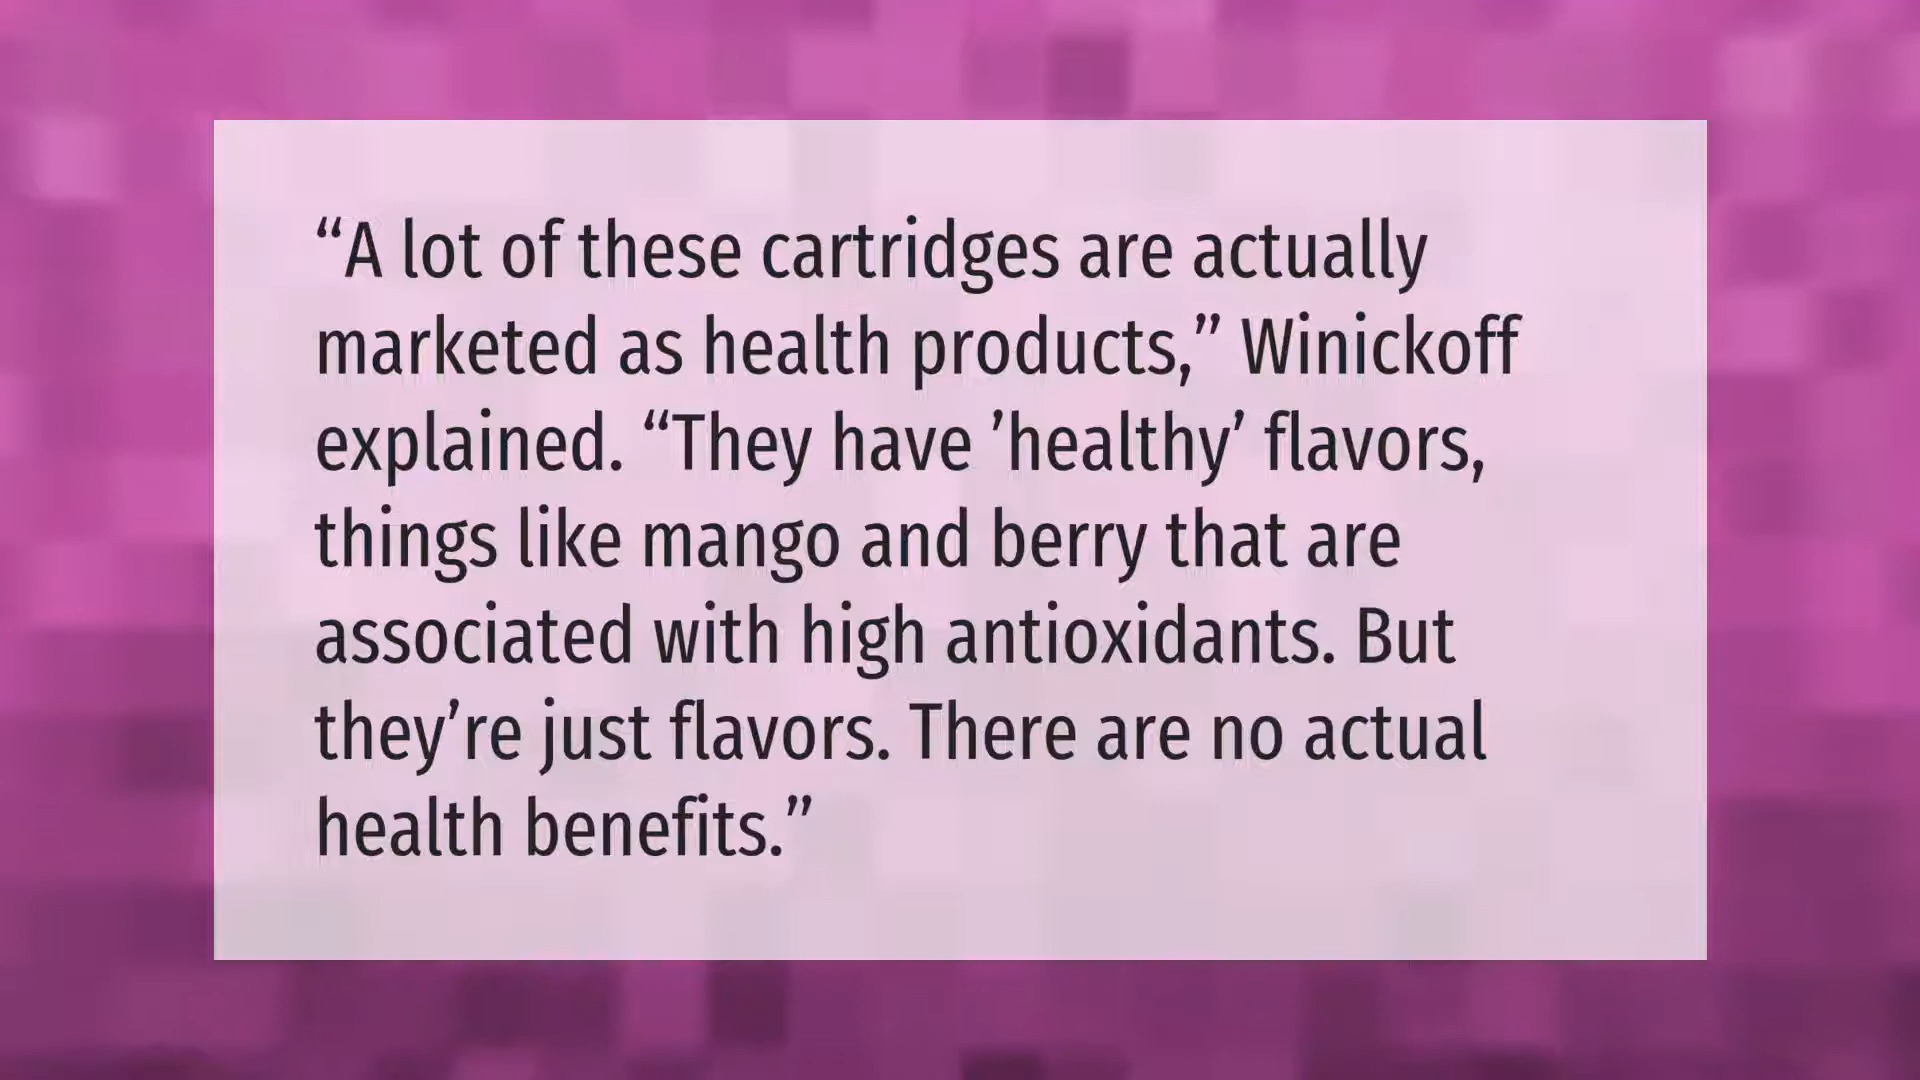 “A lot of these cartridges are actually
marketed as health products,” Winickoff
explained. “They have ’healthy’ flavors,
things like mango and berry that are
associated with high antioxidants. But
they’re just flavors. There are no actual
health benefits.”